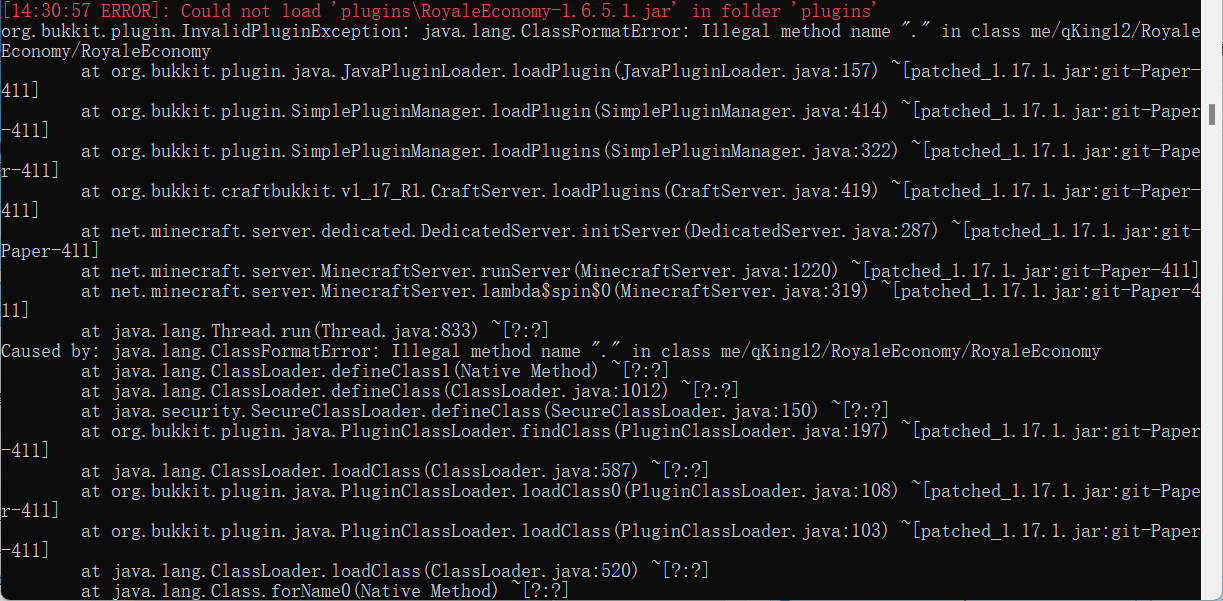 [14:30:57 ERROR]: Could not load 'plugins\RoyaleEconomy-1.6.5.1.jar' in folder 'plugins'
org.bukkit.plugin.InvalidPluginException: java.lang.ClassFormatError: Illegal method name "." in class me/qKing12/Royale
Economy/RoyaleEconomy
at org.bukkit.plugin.java.JavaPluginLoader.loadPlugin(JavaPluginLoader.java:157) ~[patched_1.17.1.jar:git-Paper-
411]
at org.bukkit.plugin.SimplePluginManager.loadPlugin(SimplePluginManager.java:414) ~[patched_1.17.1.jar:git-Paper
-411]
at org.bukkit.plugin.SimplePluginManager.loadPlugins(SimplePluginManager.java:322) ~[patched_1.17.1.jar:git-Pape
r-411]
at org.bukkit.craftbukkit.v1_17_R1.CraftServer.loadPlugins(CraftServer.java:419) ~[patched_1.17.1.jar:git-Paper-
411]
at net.minecraft.server.dedicated.DedicatedServer.initServer(DedicatedServer.java:287) ~[patched_1.17.1.jar:git-
Paper-411]
at net.minecraft.server.MinecraftServer.runServer(MinecraftServer.java:1220) ~[patched_1.17.1.jar:git-Paper-411]
at net.minecraft.server.MinecraftServer.lambda$spin$0(MinecraftServer.java:319) ~[patched_1.17.1.jar:git-Paper-4
11]
at java.lang.Thread.run(Thread.java:833) ~[?:?]
Caused by: java.lang.ClassFormatError: Illegal method name "." in class me/qKing12/RoyaleEconomy/RoyaleEconomy
at java.lang.ClassLoader.defineClass1(Native Method) ~[?:?]
at java.lang.ClassLoader.defineClass(ClassLoader.java:1012) ~[?:?]
at java.security.SecureClassLoader.defineClass(SecureClassLoader.java:150) ~[?:?]
at org.bukkit.plugin.java.PluginClassLoader.findClass(PluginClassLoader.java:197) ~[patched_1.17.1.jar:git-Paper
-411]
at java.lang.ClassLoader.loadClass(ClassLoader.java:587) ~[?:?]
at org.bukkit.plugin.java.PluginClassLoader.loadClass0(PluginClassLoader.java:108) ~[patched_1.17.1.jar:git-Pape
r-411]
at org.bukkit.plugin.java.PluginClassLoader.loadClass(PluginClassLoader.java:103) ~[patched_1.17.1.jar:git-Paper
-411]
at java.lang.ClassLoader.loadClass(ClassLoader.java:520) ~[?:?]
at java.lang.Class.forName0(Native Method) ~[?:?]